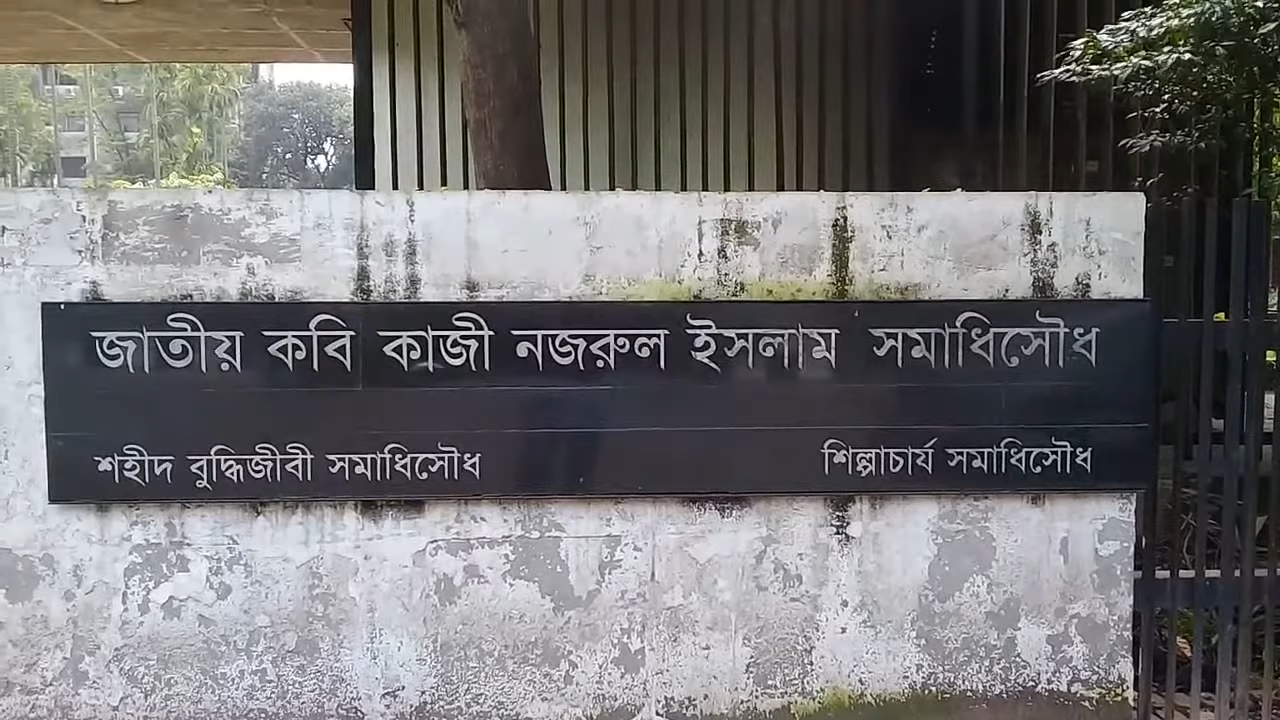 জাতীয় কবি কাজী নজরুল ইসলাম সমাধিসৌধ
শহীদ বুদ্ধিজীবী সমাধিসৌধ শিল্পাচার্য সমাধিসৌধ